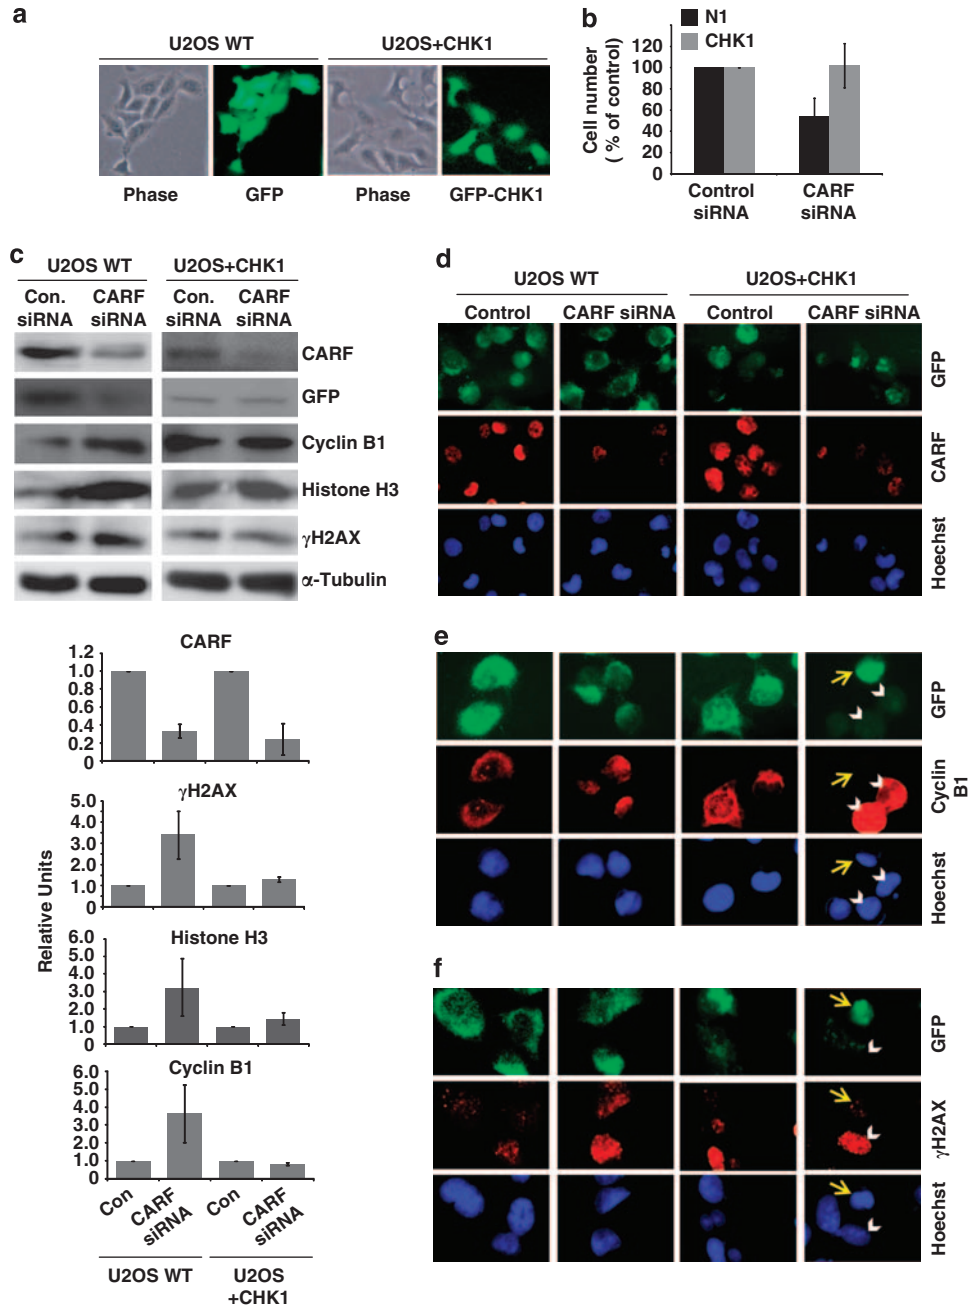 a
U2OS WT
U2OS+CHK1
Phase
GFP
Phase
GFP-CHK1
b
N1
CHK1
Cell number
( % of control)
120
100
80
60
40
20
0
Control
siRNA
CARF
siRNA
c
U2OS WT
U2OS+CHK1
Con.
siRNA
CARF
siRNA
Con.
siRNA
CARF
siRNA
CARF
GFP
Cyclin B1
Histone H3
γH2AX
α-Tubulin
Relative Units
CARF
1.2
1.0
0.8
0.6
0.4
0.2
0
γH2AX
5.0
4.0
3.0
2.0
1.0
0
Histone H3
6.0
5.0
4.0
3.0
2.0
1.0
0
Cyclin B1
6.0
5.0
4.0
3.0
2.0
1.0
0
Con
CARF
siRNA
Con
CARF
siRNA
U2OS WT
U2OS
+CHK1
d
U2OS WT
U2OS+CHK1
Control
CARF siRNA
Control
CARF siRNA
GFP
CARF
Hoechst
e
GFP
Cyclin
B1
Hoechst
f
GFP
γH2AX
Hoechst